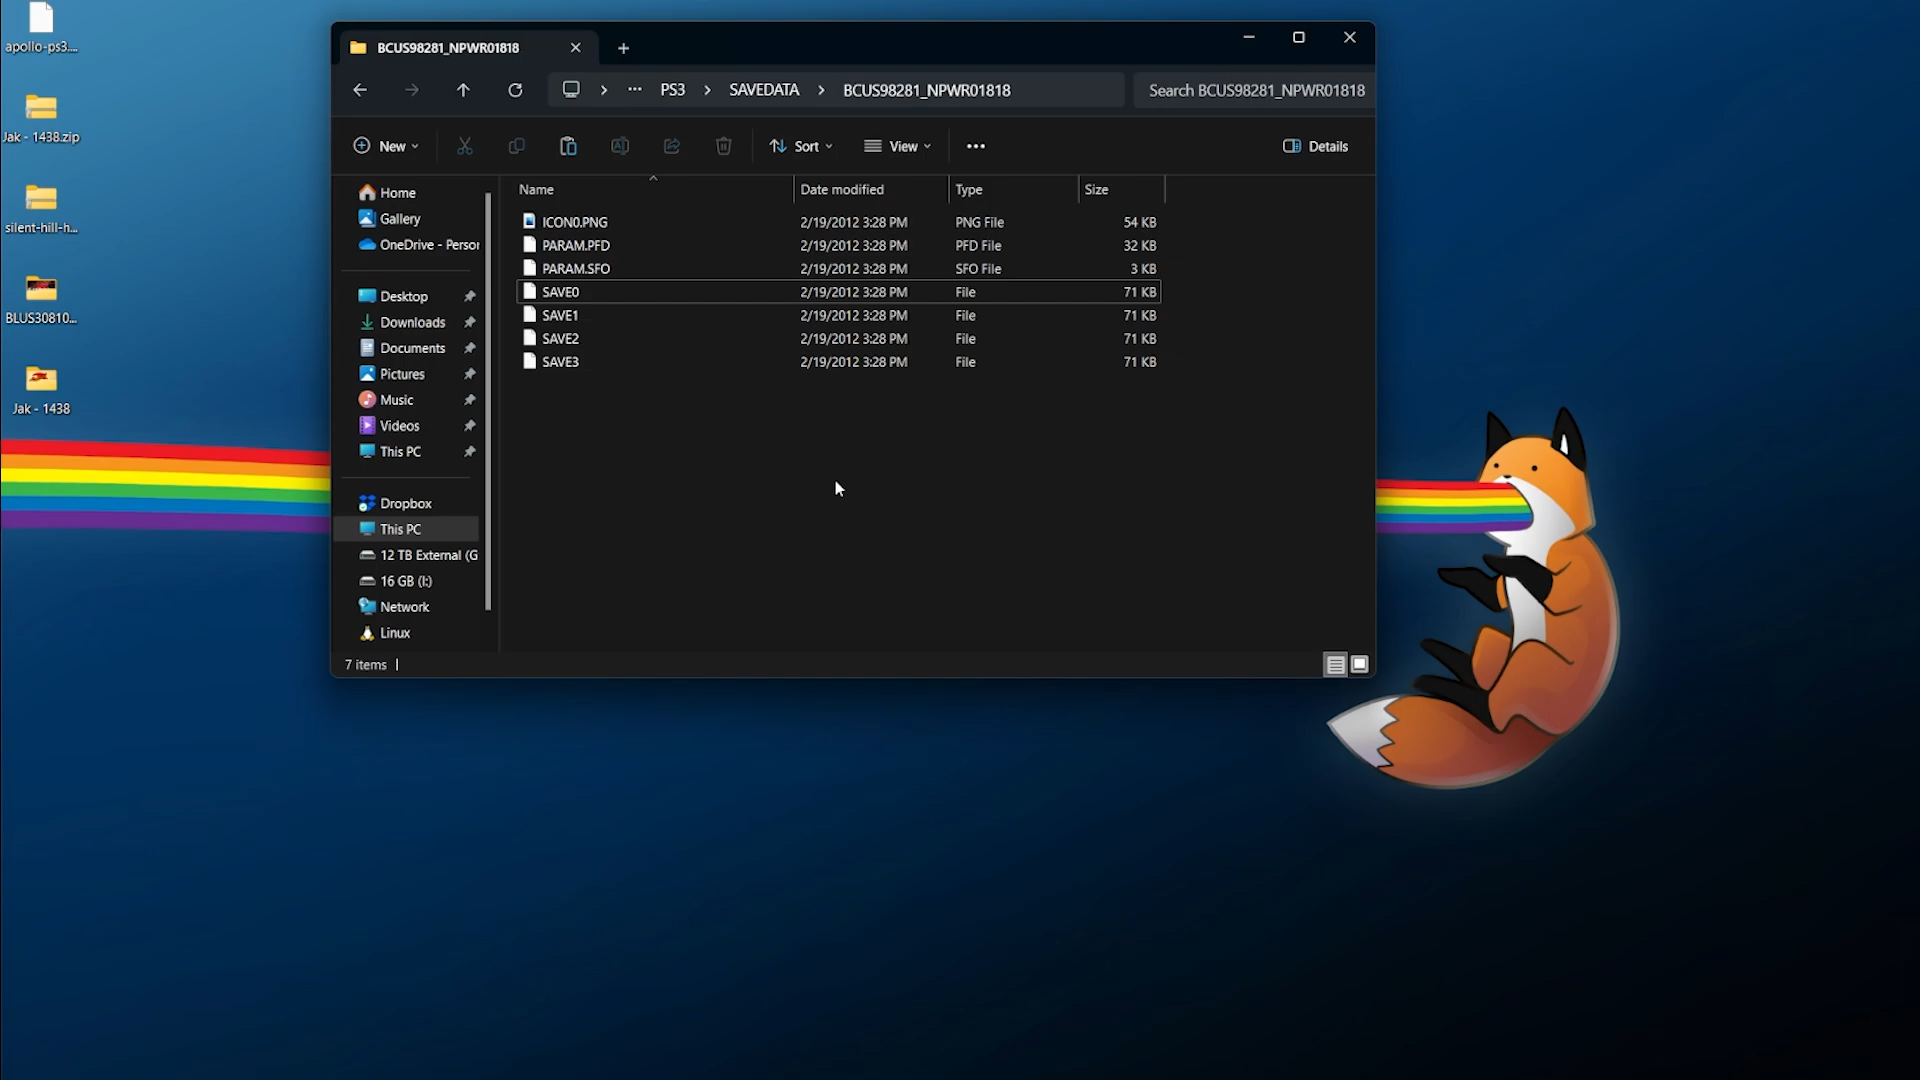 apollo-ps3....
Jak - 1438.zip
silent-hill-h...
BLUS30810...
Jak - 1438
BCUS98281_NPWR01818
PS3
SAVEDATA
BCUS98281_NPWR01818
Search BCUS98281_NPWR01818
New
Sort
View
Details
Home
Gallery
OneDrive - Person
Desktop
Downloads
Documents
Pictures
Music
Videos
This PC
Dropbox
This PC
12 TB External (G
16 GB (I:)
Network
Linux
Name Date modified Type Size
ICON0.PNG 2/19/2012 3:28 PM PNG File 54 KB
PARAM.PFD 2/19/2012 3:28 PM PFD File 32 KB
PARAM.SFO 2/19/2012 3:28 PM SFO File 3 KB
SAVE0 2/19/2012 3:28 PM File 71 KB
SAVE1 2/19/2012 3:28 PM File 71 KB
SAVE2 2/19/2012 3:28 PM File 71 KB
SAVE3 2/19/2012 3:28 PM File 71 KB
7 items